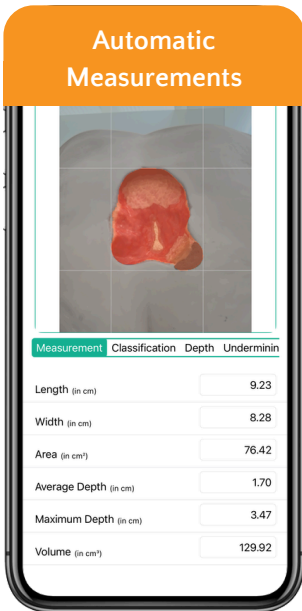 Automatic
Measurements
Measurement Classification Depth Underminin
Length (in cm) 9.23
Width (in cm) 8.28
Area (in cm²) 76.42
Average Depth (in cm) 1.70
Maximum Depth (in cm) 3.47
Volume (in cm³) 129.92